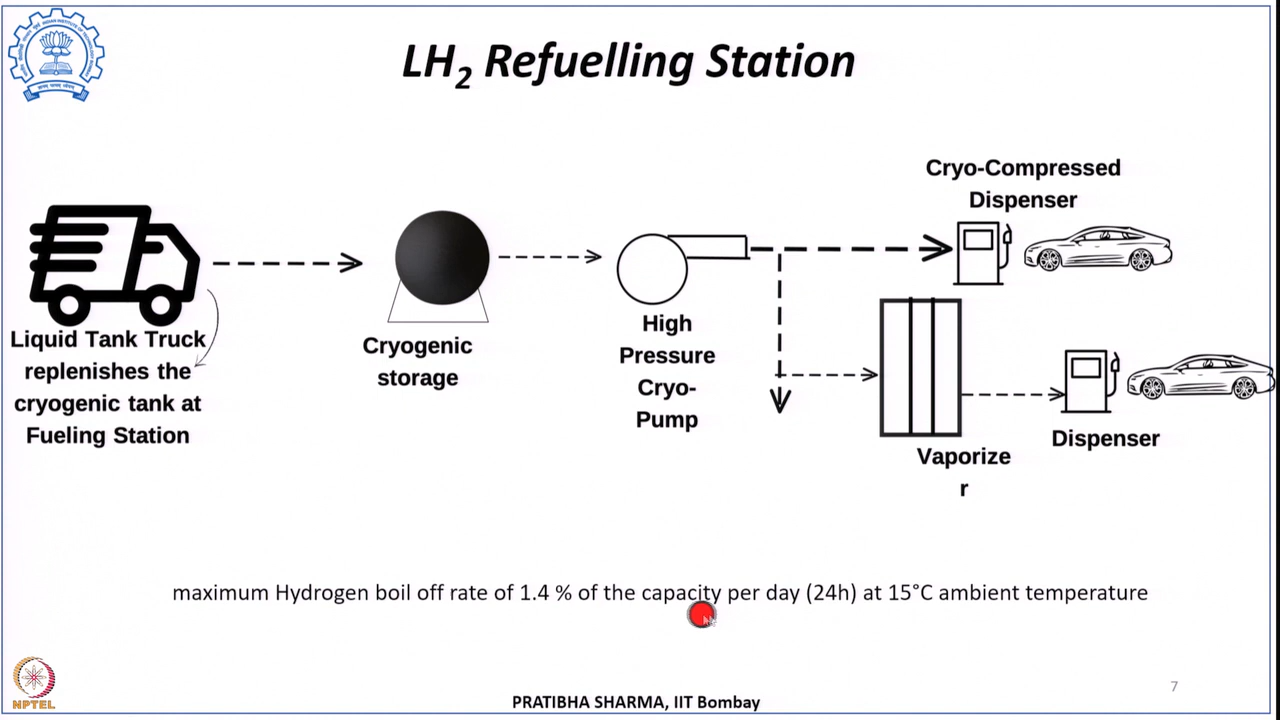 LH2 Refuelling Station
Cryo-Compressed
Dispenser
Liquid Tank Truck
replenishes the
cryogenic tank at
Fueling Station
Cryogenic
storage
High
Pressure
Cryo-
Pump
Vaporize
r
Dispenser
maximum Hydrogen boil off rate of 1.4 % of the capacity per day (24h) at 15°C ambient temperature
NPTEL
PRATIBHA SHARMA, IIT Bombay
7